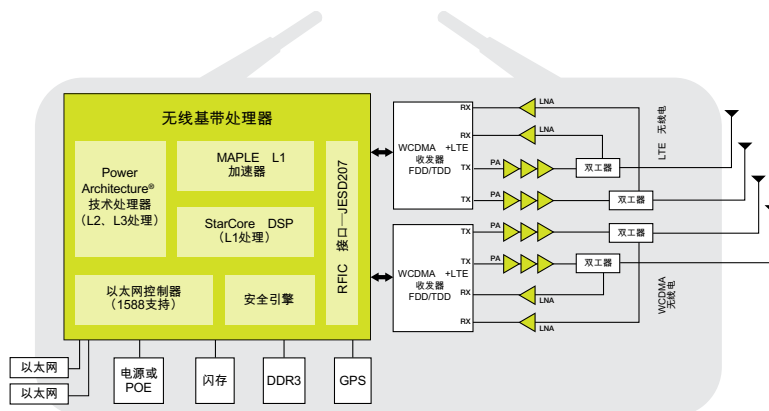 无线基带处理器
Power
Architecture®
技术处理器
（L2、L3处理）
MAPLE L1
加速器
StarCore DSP
（L1处理）
以太网控制器
（1588支持）
安全引擎
RFIC 接口—JESD207
以太网
以太网
电源或
POE
闪存
DDR3
GPS
WCDMA +LTE
收发器
FDD/TDD
RX
RX
TX
TX
LNA
LNA
PA
PA
双工器
双工器
LTE 无线电
WCDMA +LTE
收发器
FDD/TDD
TX
TX
RX
RX
PA
PA
LNA
LNA
双工器
双工器
WCDMA
无线电